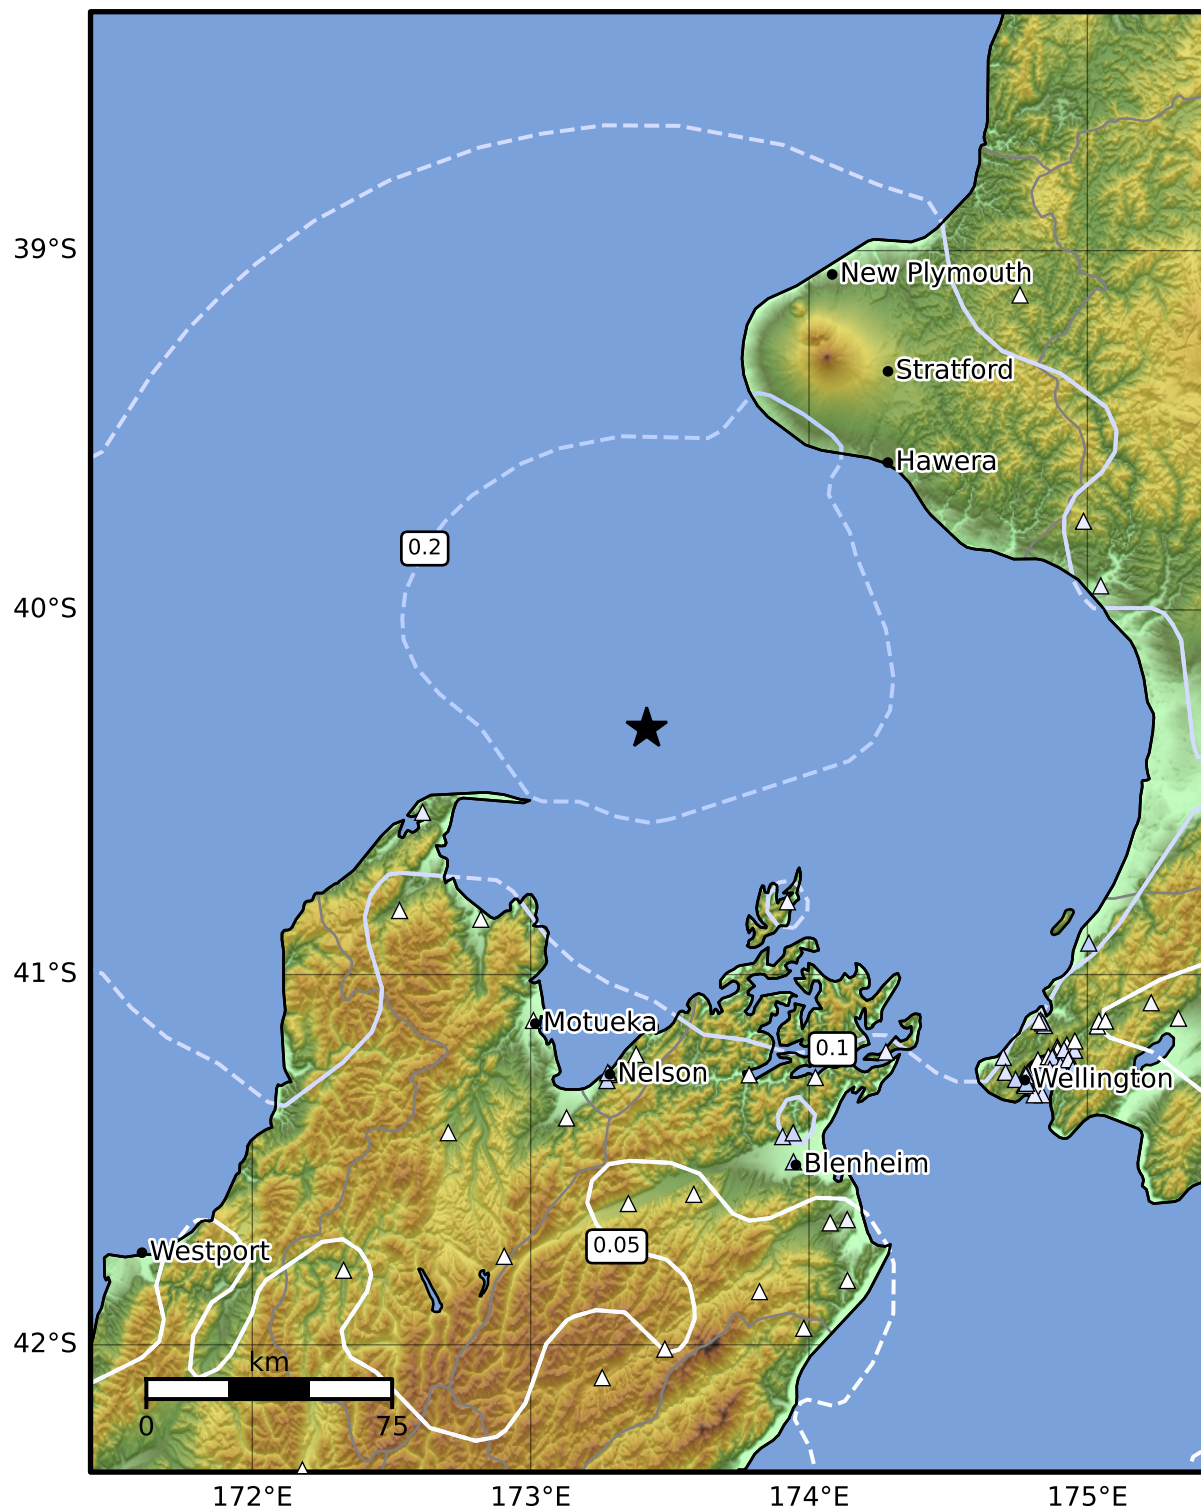 39°S
New Plymouth
Stratford
Hawera
0.2
40°S
41°S
Motueka
0.1
Nelson
Wellington
Blenheim
0.05
Westport
42°S
km
0
75
172°E
173°E
174°E
175°E